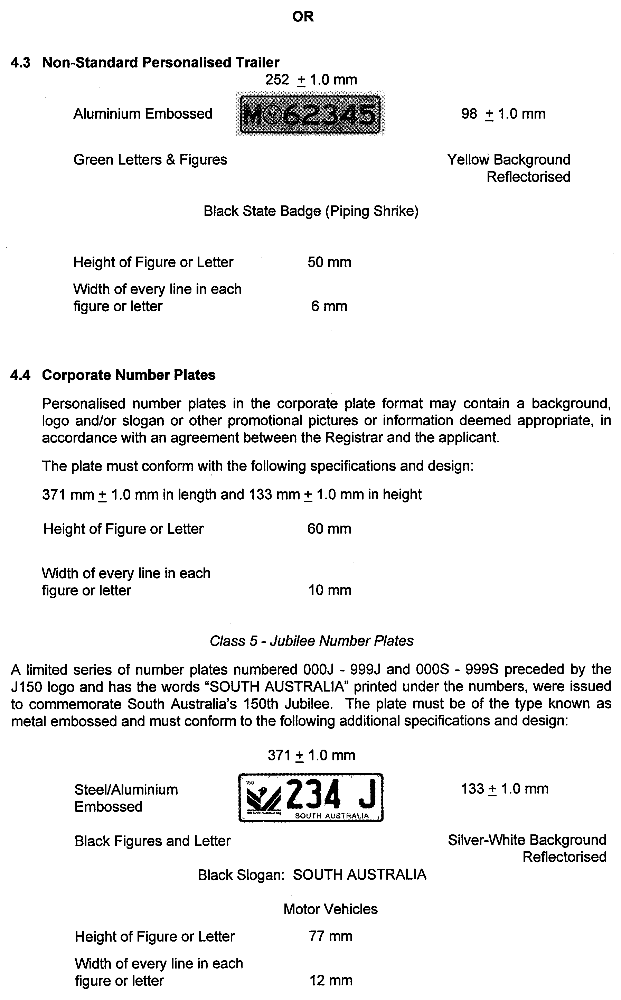 OR
4.3 Non-Standard Personalised Trailer
252 ± 1.0 mm
Aluminium Embossed
M 62345
98 ± 1.0 mm
Green Letters & Figures
Yellow Background
Reflectorised
Black State Badge (Piping Shrike)
Height of Figure or Letter 50 mm
Width of every line in each
figure or letter 6 mm
4.4 Corporate Number Plates
Personalised number plates in the corporate plate format may contain a background,
logo and/or slogan or other promotional pictures or information deemed appropriate, in
accordance with an agreement between the Registrar and the applicant.
The plate must conform with the following specifications and design:
371 mm ± 1.0 mm in length and 133 mm ± 1.0 mm in height
Height of Figure or Letter 60 mm
Width of every line in each
figure or letter 10 mm
Class 5 - Jubilee Number Plates
A limited series of number plates numbered 000J - 999J and 000S - 999S preceded by the
J150 logo and has the words “SOUTH AUSTRALIA” printed under the numbers, were issued
to commemorate South Australia's 150th Jubilee. The plate must be of the type known as
metal embossed and must conform to the following additional specifications and design:
371 ± 1.0 mm
Steel/Aluminium
Embossed
150
234 J
SOUTH AUSTRALIA
133 ± 1.0 mm
Black Figures and Letter
Silver-White Background
Reflectorised
Black Slogan: SOUTH AUSTRALIA
Motor Vehicles
Height of Figure or Letter 77 mm
Width of every line in each
figure or letter 12 mm